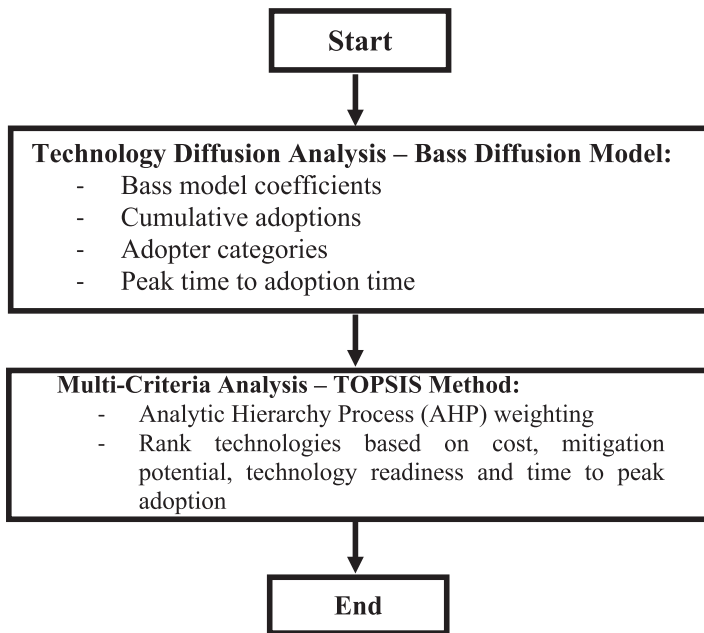 Start
Technology Diffusion Analysis – Bass Diffusion Model:
- Bass model coefficients
- Cumulative adoptions
- Adopter categories
- Peak time to adoption time
Multi-Criteria Analysis – TOPSIS Method:
- Analytic Hierarchy Process (AHP) weighting
- Rank technologies based on cost, mitigation
potential, technology readiness and time to peak
adoption
End